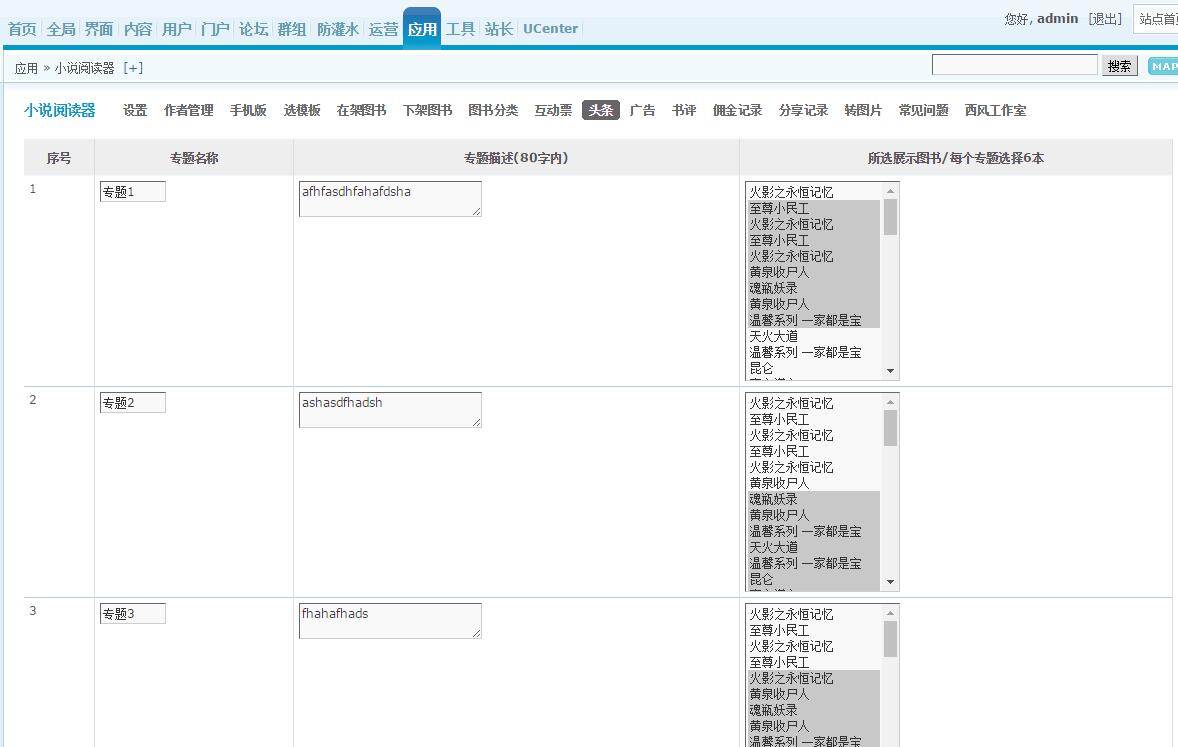 首页 全局 界面 内容 用户 门户 论坛 群组 防灌水 运营 应用 工具 站长 UCenter
您好, admin [退出] 站点首
应用 » 小说阅读器 [+] 搜索 MAP
小说阅读器 设置 作者管理 手机版 选模板 在架图书 下架图书 图书分类 互动票 头条 广告 书评 佣金记录 分享记录 转图片 常见问题 西风工作室
序号 专题名称 专题描述(80字内) 所选展示图书/每个专题选择6本
1 专题1 afhfasdhfahafdsha 火影之永恒记忆
至尊小民工
火影之永恒记忆
至尊小民工
火影之永恒记忆
黄泉收尸人
魂瓶妖录
黄泉收尸人
温馨系列 一家都是宝
天火大道
温馨系列 一家都是宝
昆仑
2 专题2 ashasdfhadsh 火影之永恒记忆
至尊小民工
火影之永恒记忆
至尊小民工
火影之永恒记忆
黄泉收尸人
魂瓶妖录
黄泉收尸人
温馨系列 一家都是宝
天火大道
温馨系列 一家都是宝
昆仑
3 专题3 fhahafhads 火影之永恒记忆
至尊小民工
火影之永恒记忆
至尊小民工
火影之永恒记忆
黄泉收尸人
魂瓶妖录
黄泉收尸人
温馨系列 一家都是宝